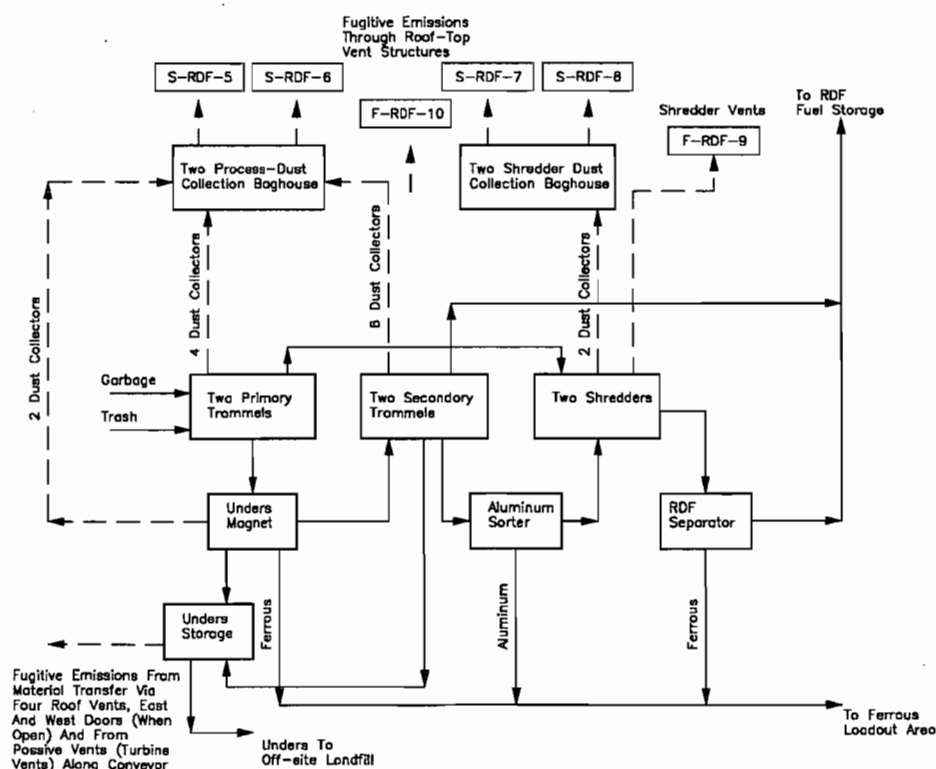 Fugitive Emissions
Through Roof-Top
Vent Structures
S-RDF-5
S-RDF-6
S-RDF-7
S-RDF-8
To RDF
Fuel Storage
F-RDF-10
Shredder Vents
F-RDF-9
Two Process-Dust
Collection Baghouse
Two Shredder Dust
Collection Baghouse
2 Dust Collectors
4 Dust Collectors
8 Dust Collectors
2 Dust Collectors
Garbage
Trash
Two Primary
Trommels
Two Secondary
Trommels
Two Shredders
Unders
Magnet
Aluminum
Sorter
RDF
Separator
Unders
Storage
Ferrous
Aluminum
Ferrous
Fugitive Emissions From
Material Transfer Via
Four Roof Vents, East
And West Doors (When
Open) And From
Possive Vents (Turbine
Vents) Along Conveyor
Unders To
Off-site Landfill
To Ferrous
Loadout Area